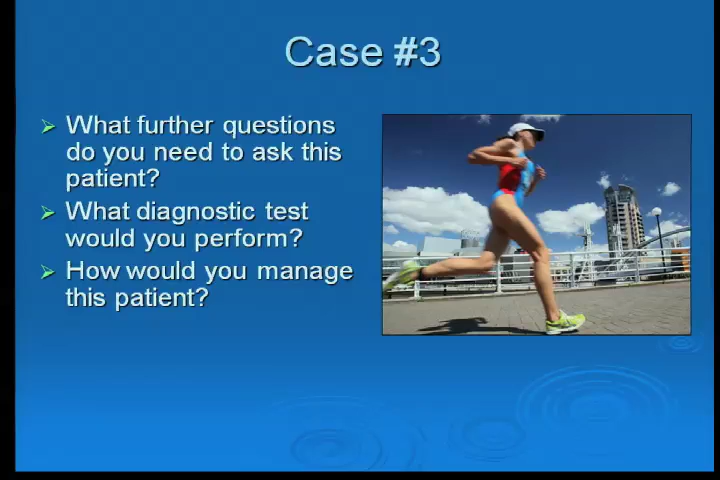 Case #3
What further questions
do you need to ask this
patient?
What diagnostic test
would you perform?
How would you manage
this patient?